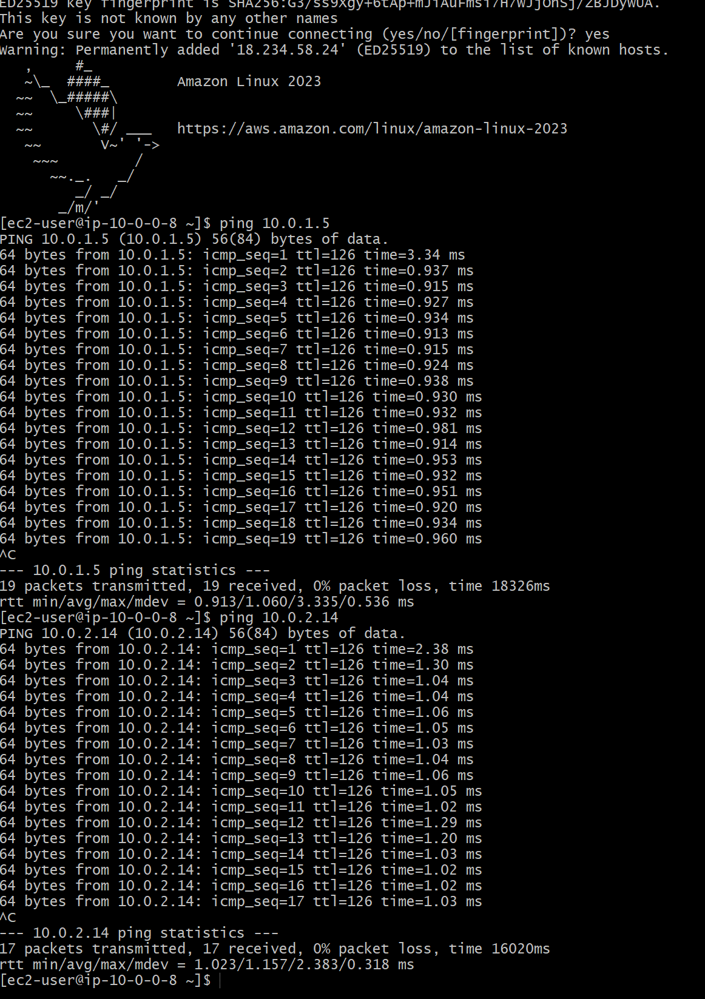 ED25519 key fingerprint is
This key is not known by any other names
Are you sure you want to continue connecting (yes/no/[fingerprint])? yes
Warning: Permanently added '18.234.58.24' (ED25519) to the list of known hosts.
   ,     #_
   ~\_  ####_        Amazon Linux 2023
  ~~  \_#####\
  ~~     \###|
  ~~       \#/ ___   https://aws.amazon.com/linux/amazon-linux-2023
   ~~       V~' '->
    ~~~         /
      ~~._.   _/
         _/ _/
       _/m/'
[ec2-user@ip-10-0-0-8 ~]$ ping 10.0.1.5
PING 10.0.1.5 (10.0.1.5) 56(84) bytes of data.
64 bytes from 10.0.1.5: icmp_seq=1 ttl=126 time=3.34 ms
64 bytes from 10.0.1.5: icmp_seq=2 ttl=126 time=0.937 ms
64 bytes from 10.0.1.5: icmp_seq=3 ttl=126 time=0.915 ms
64 bytes from 10.0.1.5: icmp_seq=4 ttl=126 time=0.927 ms
64 bytes from 10.0.1.5: icmp_seq=5 ttl=126 time=0.934 ms
64 bytes from 10.0.1.5: icmp_seq=6 ttl=126 time=0.913 ms
64 bytes from 10.0.1.5: icmp_seq=7 ttl=126 time=0.915 ms
64 bytes from 10.0.1.5: icmp_seq=8 ttl=126 time=0.924 ms
64 bytes from 10.0.1.5: icmp_seq=9 ttl=126 time=0.938 ms
64 bytes from 10.0.1.5: icmp_seq=10 ttl=126 time=0.930 ms
64 bytes from 10.0.1.5: icmp_seq=11 ttl=126 time=0.932 ms
64 bytes from 10.0.1.5: icmp_seq=12 ttl=126 time=0.981 ms
64 bytes from 10.0.1.5: icmp_seq=13 ttl=126 time=0.914 ms
64 bytes from 10.0.1.5: icmp_seq=14 ttl=126 time=0.953 ms
64 bytes from 10.0.1.5: icmp_seq=15 ttl=126 time=0.932 ms
64 bytes from 10.0.1.5: icmp_seq=16 ttl=126 time=0.951 ms
64 bytes from 10.0.1.5: icmp_seq=17 ttl=126 time=0.920 ms
64 bytes from 10.0.1.5: icmp_seq=18 ttl=126 time=0.934 ms
64 bytes from 10.0.1.5: icmp_seq=19 ttl=126 time=0.960 ms
^C
--- 10.0.1.5 ping statistics ---
19 packets transmitted, 19 received, 0% packet loss, time 18326ms
rtt min/avg/max/mdev = 0.913/1.060/3.335/0.536 ms
[ec2-user@ip-10-0-0-8 ~]$ ping 10.0.2.14
PING 10.0.2.14 (10.0.2.14) 56(84) bytes of data.
64 bytes from 10.0.2.14: icmp_seq=1 ttl=126 time=2.38 ms
64 bytes from 10.0.2.14: icmp_seq=2 ttl=126 time=1.30 ms
64 bytes from 10.0.2.14: icmp_seq=3 ttl=126 time=1.04 ms
64 bytes from 10.0.2.14: icmp_seq=4 ttl=126 time=1.04 ms
64 bytes from 10.0.2.14: icmp_seq=5 ttl=126 time=1.06 ms
64 bytes from 10.0.2.14: icmp_seq=6 ttl=126 time=1.05 ms
64 bytes from 10.0.2.14: icmp_seq=7 ttl=126 time=1.03 ms
64 bytes from 10.0.2.14: icmp_seq=8 ttl=126 time=1.04 ms
64 bytes from 10.0.2.14: icmp_seq=9 ttl=126 time=1.06 ms
64 bytes from 10.0.2.14: icmp_seq=10 ttl=126 time=1.05 ms
64 bytes from 10.0.2.14: icmp_seq=11 ttl=126 time=1.02 ms
64 bytes from 10.0.2.14: icmp_seq=12 ttl=126 time=1.29 ms
64 bytes from 10.0.2.14: icmp_seq=13 ttl=126 time=1.20 ms
64 bytes from 10.0.2.14: icmp_seq=14 ttl=126 time=1.03 ms
64 bytes from 10.0.2.14: icmp_seq=15 ttl=126 time=1.02 ms
64 bytes from 10.0.2.14: icmp_seq=16 ttl=126 time=1.02 ms
64 bytes from 10.0.2.14: icmp_seq=17 ttl=126 time=1.03 ms
^C
--- 10.0.2.14 ping statistics ---
17 packets transmitted, 17 received, 0% packet loss, time 16020ms
rtt min/avg/max/mdev = 1.023/1.157/2.383/0.318 ms
[ec2-user@ip-10-0-0-8 ~]$